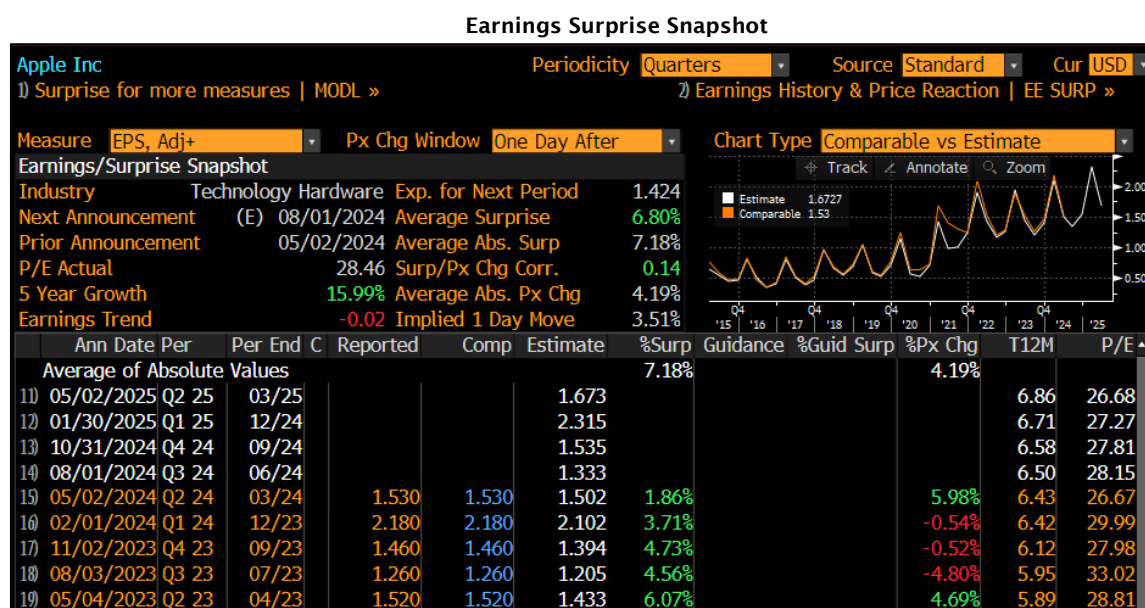 Earnings Surprise Snapshot
Apple Inc Periodicity Quarters Source Standard Cur USD
1) Surprise for more measures | MODL » 2) Earnings History & Price Reaction | EE SURP »
Measure EPS, Adj+ Px Chg Window One Day After Chart Type Comparable vs Estimate
Earnings/Surprise Snapshot
Track Annotate Zoom
Industry Technology Hardware Exp. for Next Period 1.424
Next Announcement (E) 08/01/2024 Average Surprise 6.80%
Prior Announcement 05/02/2024 Average Abs. Surp 7.18%
P/E Actual 28.46 Surp/Px Chg Corr. 0.14
5 Year Growth 15.99% Average Abs. Px Chg 4.19%
Earnings Trend -0.02 Implied 1 Day Move 3.51%
Estimate 1.6727
Comparable 1.53
2.00
1.50
1.00
0.50
Q4 Q4 Q4 Q4 Q4
'15 '16 '17 '18 '19 '20 '21 '22 '23 '24 '25
Ann Date Per Per End C Reported Comp Estimate %Surp Guidance %Guid Surp %Px Chg T12M P/E
Average of Absolute Values 7.18% 4.19%
11) 05/02/2025 Q2 25 03/25 1.673 6.86 26.68
12) 01/30/2025 Q1 25 12/24 2.315 6.71 27.27
13) 10/31/2024 Q4 24 09/24 1.535 6.58 27.81
14) 08/01/2024 Q3 24 06/24 1.333 6.50 28.15
15) 05/02/2024 Q2 24 03/24 1.530 1.530 1.502 1.86% 5.98% 6.43 26.67
16) 02/01/2024 Q1 24 12/23 2.180 2.180 2.102 3.71% -0.54% 6.42 29.99
17) 11/02/2023 Q4 23 09/23 1.460 1.460 1.394 4.73% -0.52% 6.12 27.98
18) 08/03/2023 Q3 23 07/23 1.260 1.260 1.205 4.56% -4.80% 5.95 33.02
19) 05/04/2023 Q2 23 04/23 1.520 1.520 1.433 6.07% 4.69% 5.89 28.81